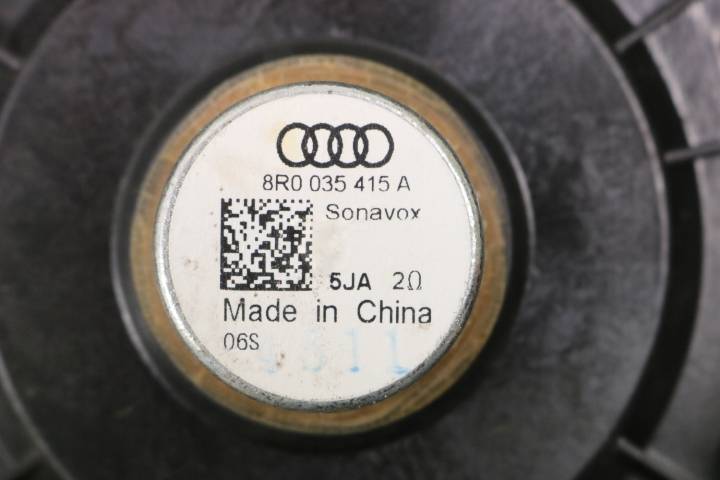 8R0 035 415 A
Sonavox
5JA 2Ω
Made in China
06S